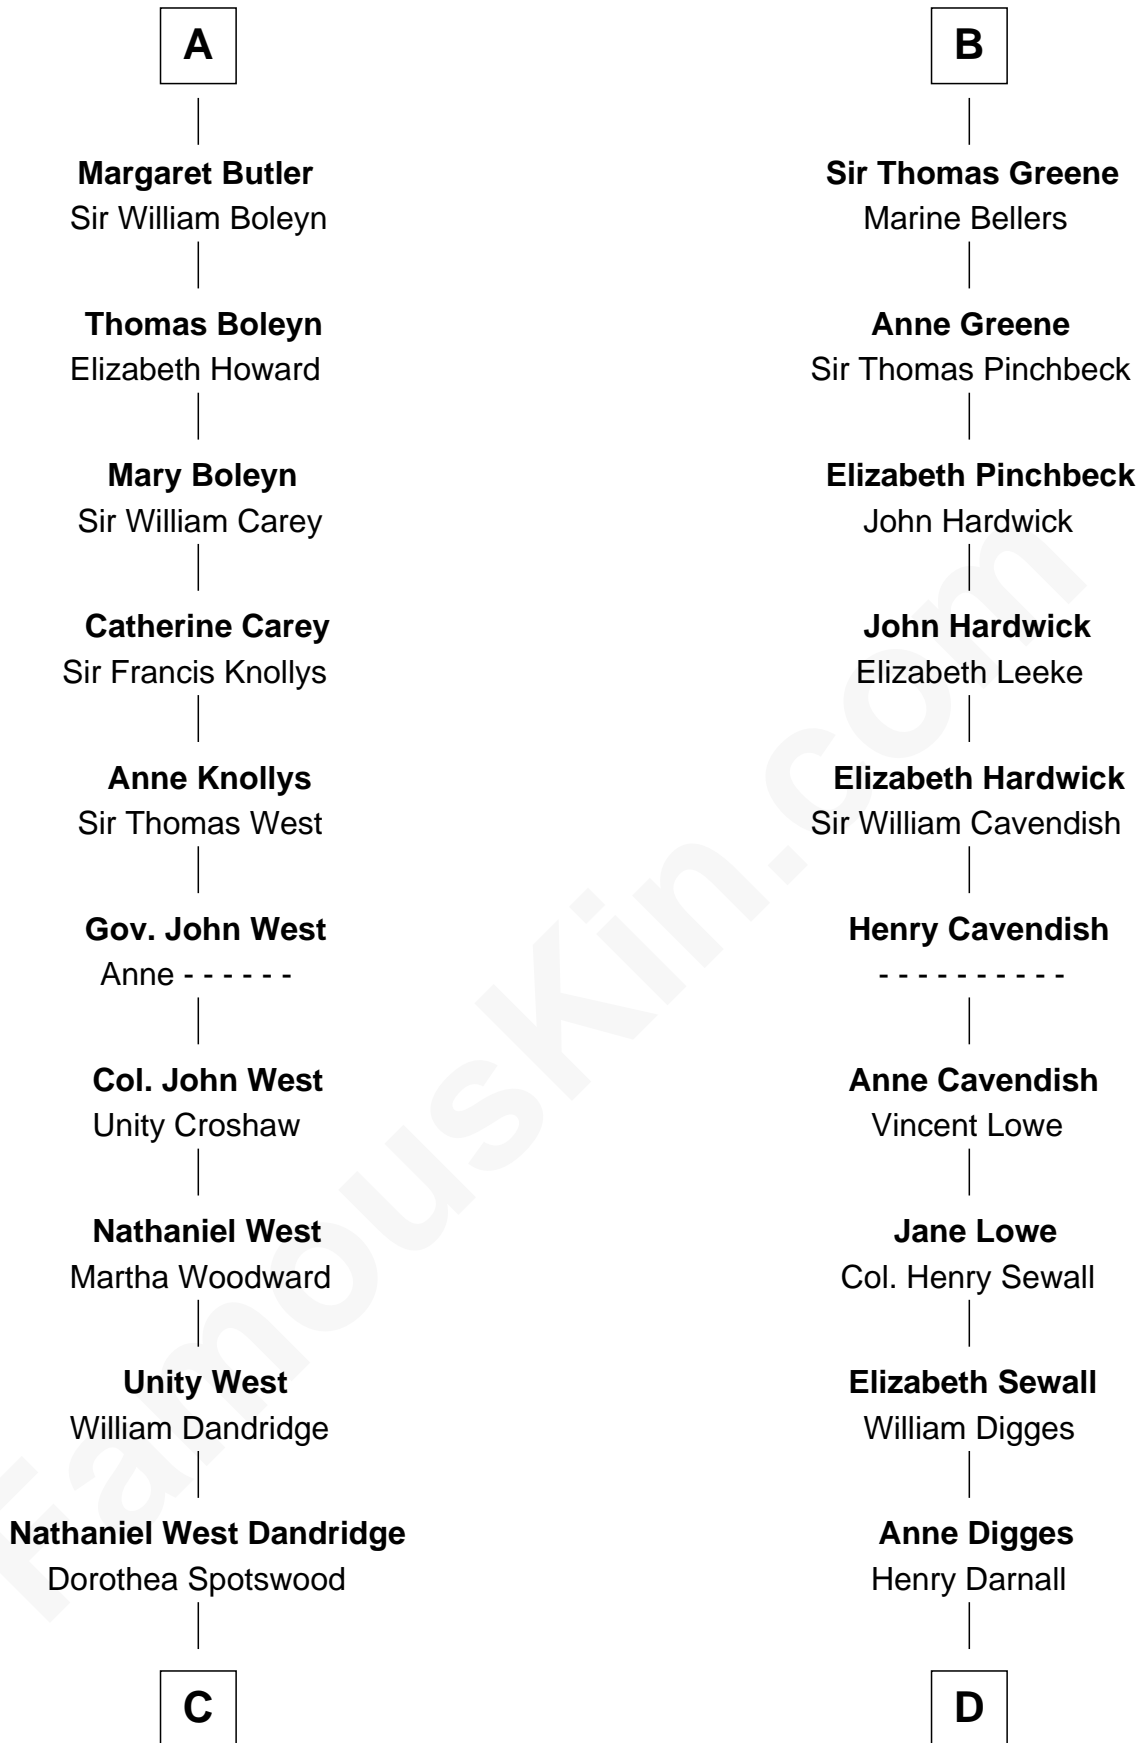 A
Margaret Butler
Sir William Boleyn
Thomas Boleyn
Elizabeth Howard
Mary Boleyn
Sir William Carey
Catherine Carey
Sir Francis Knollys
Anne Knollys
Sir Thomas West
Gov. John West
Anne - - - - - -
Col. John West
Unity Croshaw
Nathaniel West
Martha Woodward
Unity West
William Dandridge
Nathaniel West Dandridge
Dorothea Spotswood
C
B
Sir Thomas Greene
Marine Bellers
Anne Greene
Sir Thomas Pinchbeck
Elizabeth Pinchbeck
John Hardwick
John Hardwick
Elizabeth Leeke
Elizabeth Hardwick
Sir William Cavendish
Henry Cavendish
- - - - - - - - - -
Anne Cavendish
Vincent Lowe
Jane Lowe
Col. Henry Sewall
Elizabeth Sewall
William Digges
Anne Digges
Henry Darnall
D
FamousKin.com